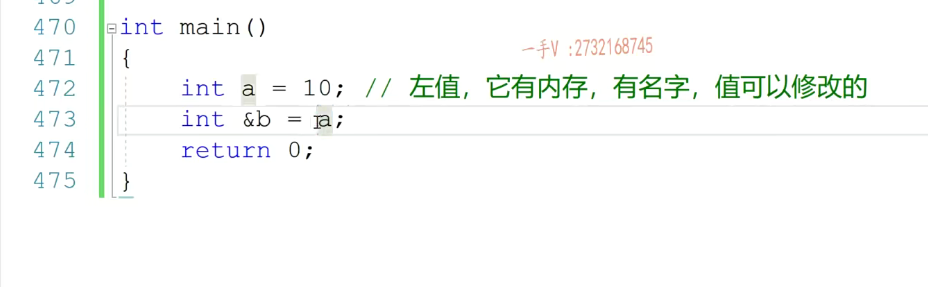 470 int main()
一手V :2732168745
471 {
472 int a = 10; // 左值，它有内存，有名字，值可以修改的
473 int &b = a;
474 return 0;
475 }